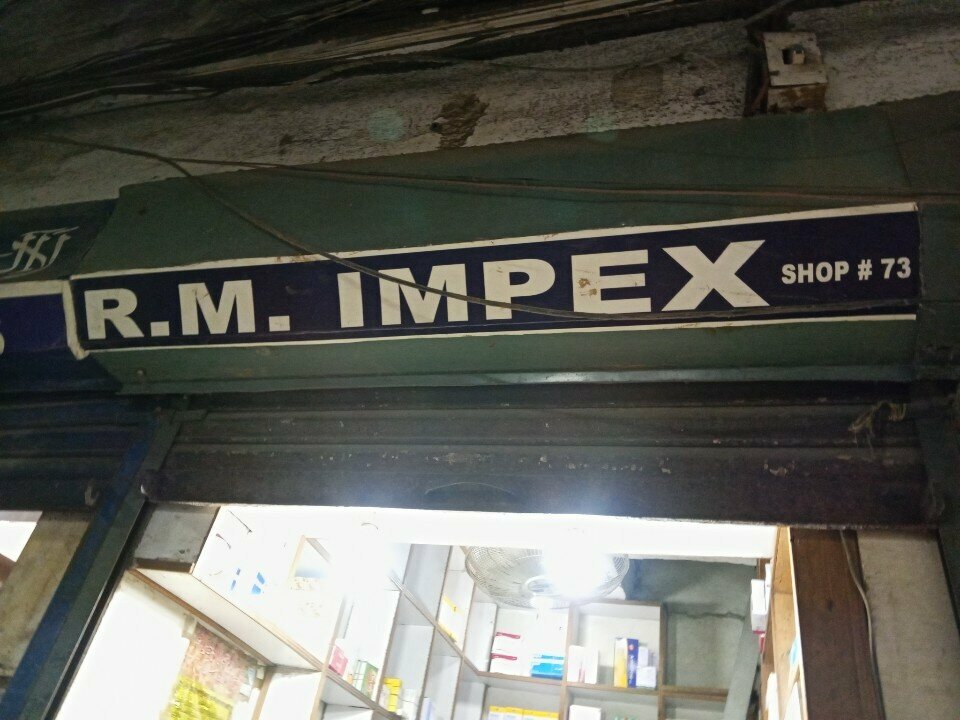 R.M. IMPEX SHOP # 73